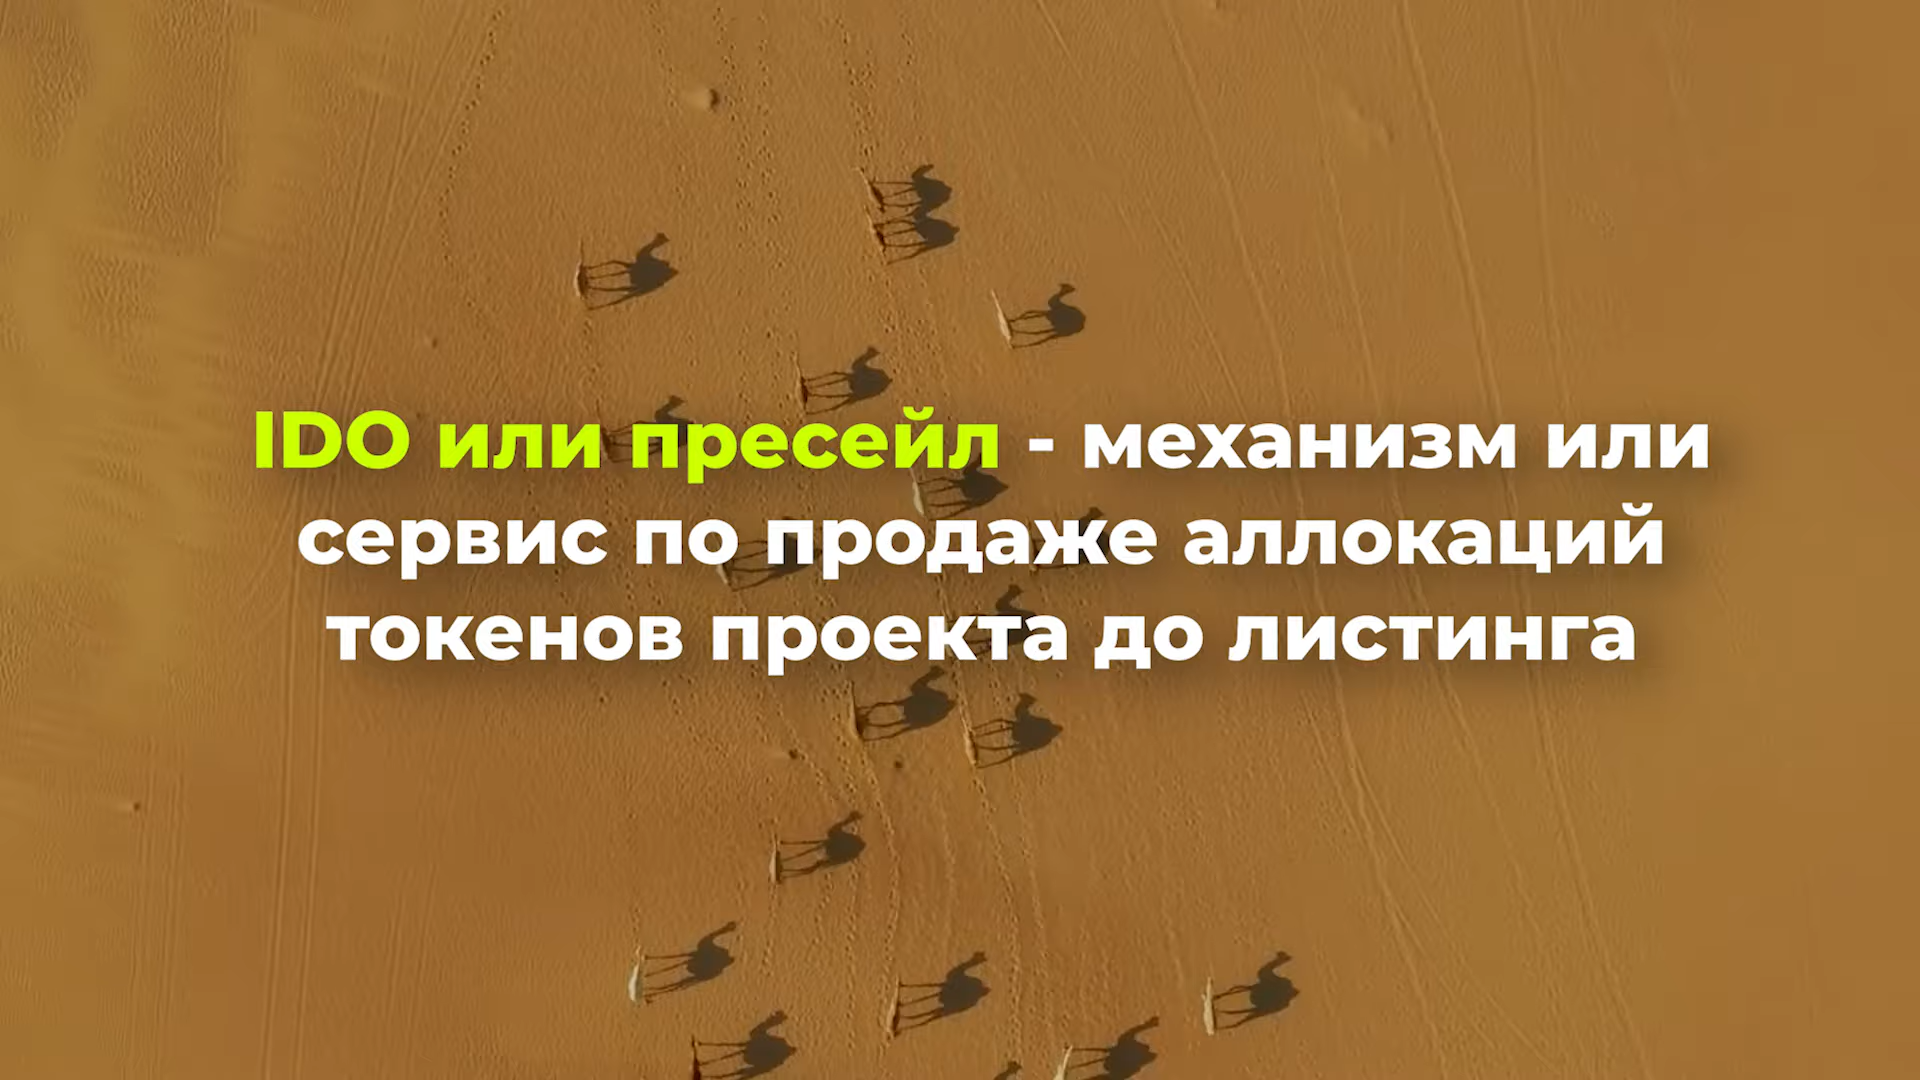 IDO или пресейл - механизм или
сервис по продаже аллокаций
токенов проекта до листинга